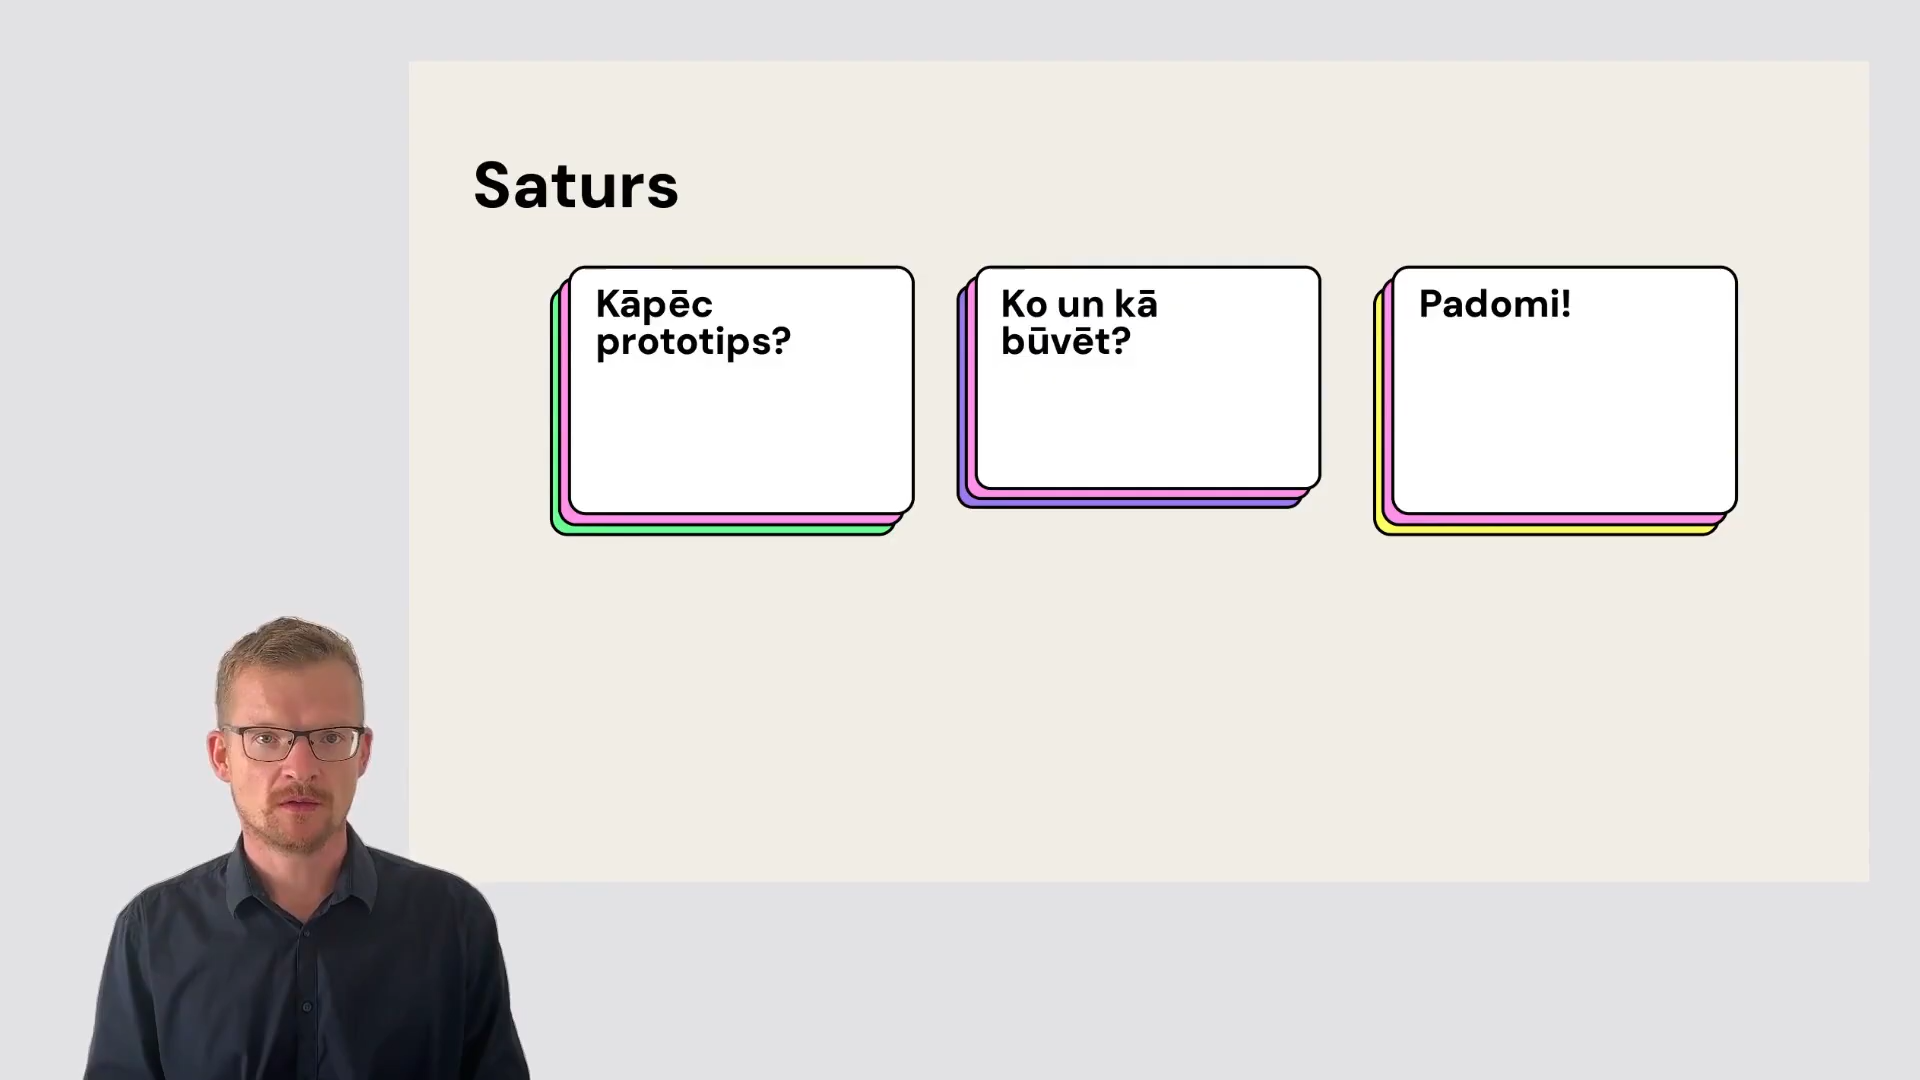 Saturs
Kāpēc
prototips?
Ko un kā
būvēt?
Padomi!